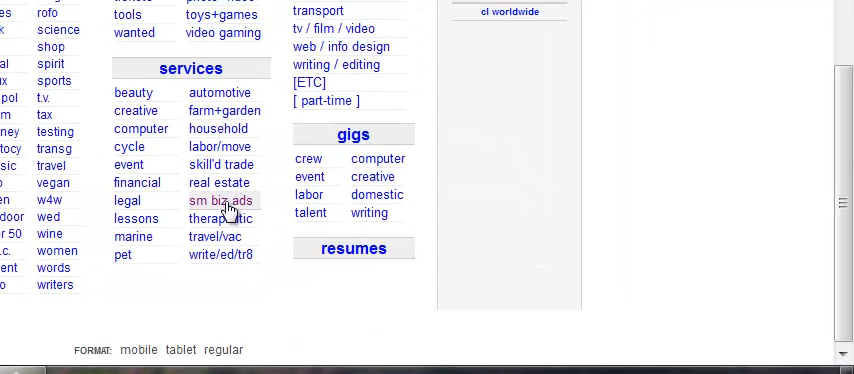 rofo
science
shop
spirit
sports
pol t.v.
tax
testing
transg
travel
vegan
w4w
wed
50 wine
women
words
writers
tools toys+games
wanted video gaming
services
beauty automotive
creative farm+garden
computer household
cycle labor/move
event skill'd trade
financial real estate
legal sm biz ads
lessons
marine travel/vac
pet write/ed/tr8
transport
tv / film / video
web / info design
writing / editing
[ETC]
[ part-time ]
gigs
crew computer
event creative
labor domestic
talent writing
resumes
cl worldwide
FORMAT: mobile tablet regular